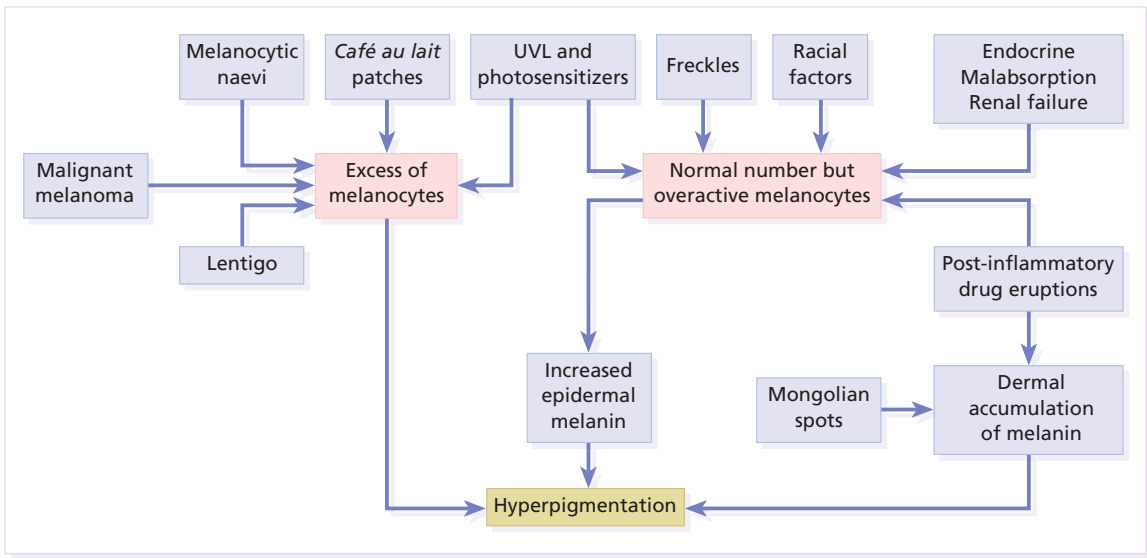 Melanocytic
naevi
Café au lait
patches
UVL and
photosensitizers
Freckles
Racial
factors
Endocrine
Malabsorption
Renal failure
Malignant
melanoma
Excess of
melanocytes
Normal number but
overactive melanocytes
Lentigo
Post-inflammatory
drug eruptions
Increased
epidermal
melanin
Mongolian
spots
Dermal
accumulation
of melanin
Hyperpigmentation